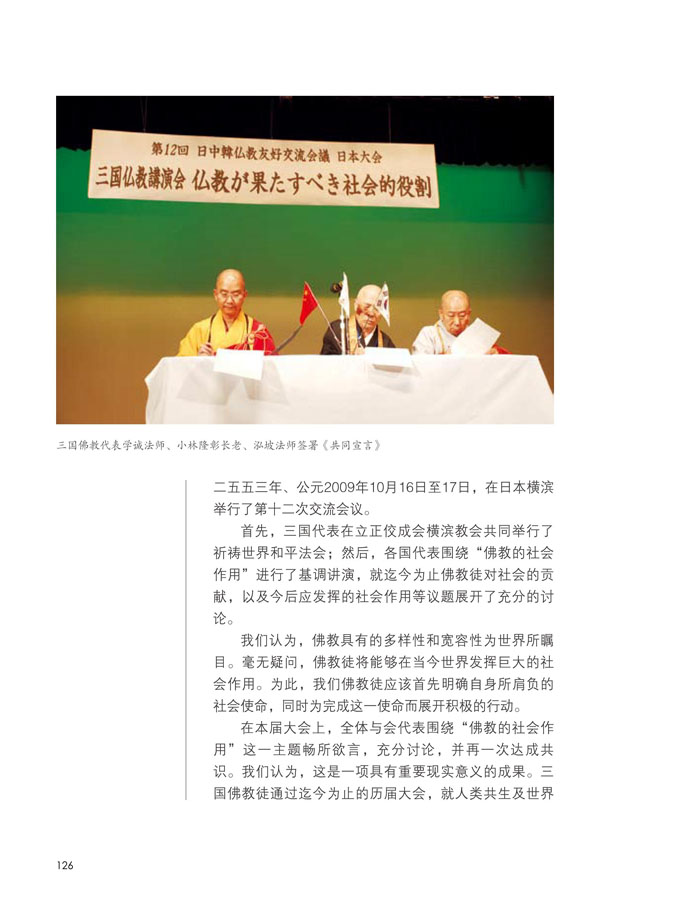 第12回 日中韓仏教友好交流会議 日本大会
三国仏教講演会 仏教が果たすべき社会的役割
三国佛教代表学诚法师、小林隆彰长老、泓坡法师签署《共同宣言》
二五五三年、公元2009年10月16日至17日，在日本横滨
举行了第十二次交流会议。
首先，三国代表在立正佼成会横滨教会共同举行了
祈祷世界和平法会；然后，各国代表围绕“佛教的社会
作用”进行了基调讲演，就迄今为止佛教徒对社会的贡
献，以及今后应发挥的社会作用等议题展开了充分的讨
论。
我们认为，佛教具有的多样性和宽容性为世界所瞩
目。毫无疑问，佛教徒将能够在当今世界发挥巨大的社
会作用。为此，我们佛教徒应该首先明确自身所肩负的
社会使命，同时为完成这一使命而展开积极的行动。
在本届大会上，全体与会代表围绕“佛教的社会作
用”这一主题畅所欲言，充分讨论，并再一次达成共
识。我们认为，这是一项具有重要现实意义的成果。三
国佛教徒通过迄今为止的历届大会，就人类共生及世界
126